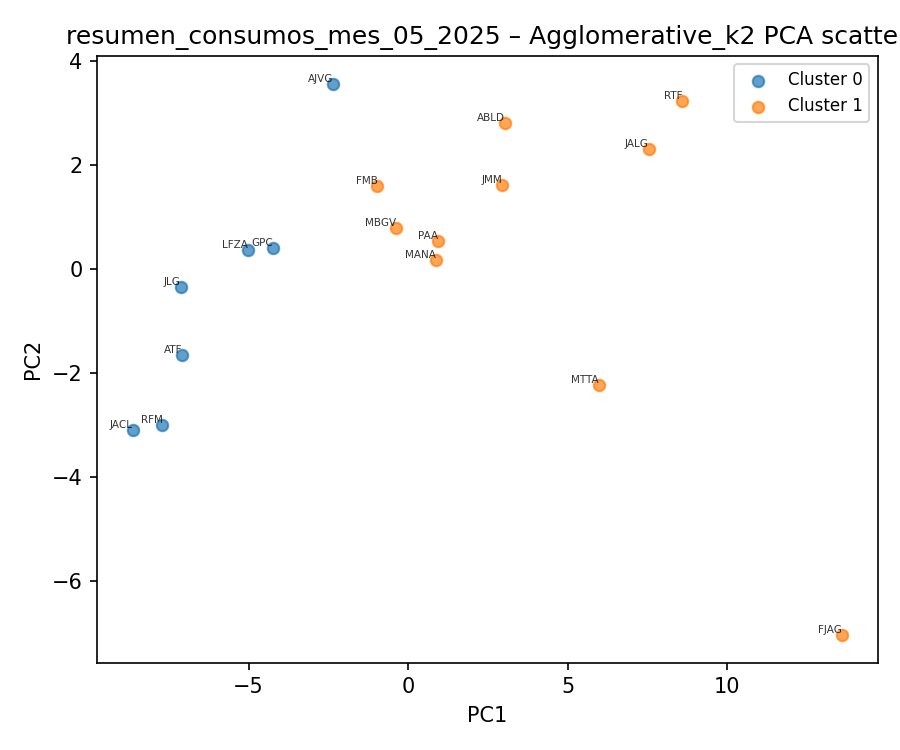 resumen_consumos_mes_05_2025 – Agglomerative_k2 PCA scatte
4
2
0
−2
−4
−6
PC2
Cluster 0
Cluster 1
AJVG
RTF
ABLD
JALG
FMB
JMM
MBGV
PAA
LFZA
GPC
MANA
JLG
ATF
MTTA
JACL
RFM
FJAG
−5
0
5
10
PC1